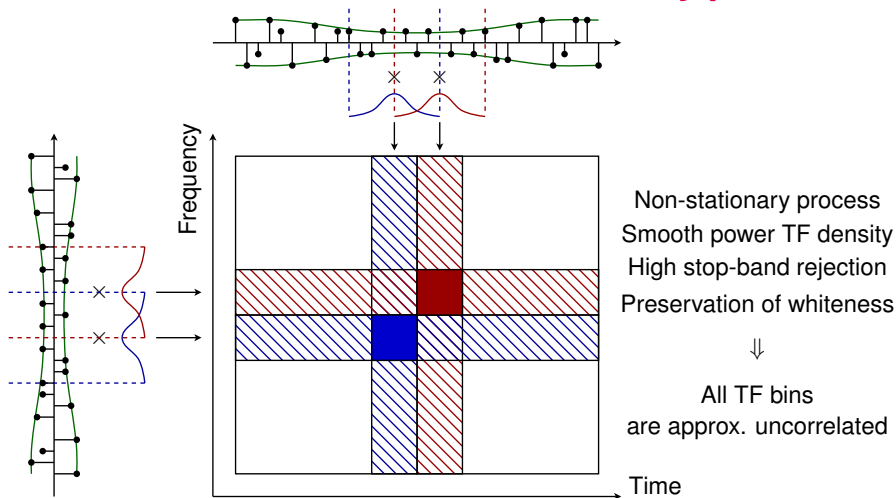 Frequency
Non-stationary process
Smooth power TF density
High stop-band rejection
Preservation of whiteness
⇓
All TF bins
are approx. uncorrelated
Time